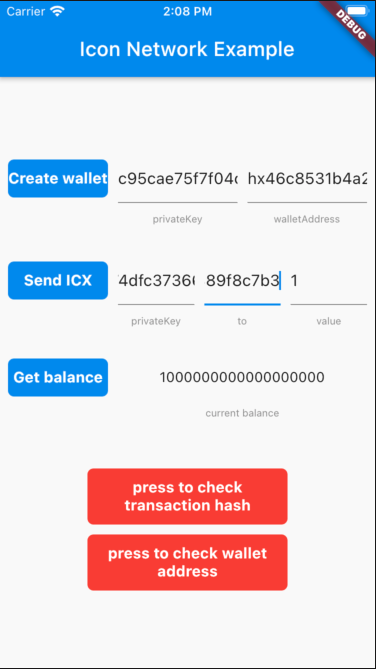 Carrier 2:08 PM
DEBUG
Icon Network Example
Create wallet c95cae75f7f04c hx46c8531b4a2
privateKey walletAddress
Send ICX 4dfc3736 89f8c7b3 1
privateKey to value
Get balance 1000000000000000000
current balance
press to check
transaction hash
press to check wallet
address